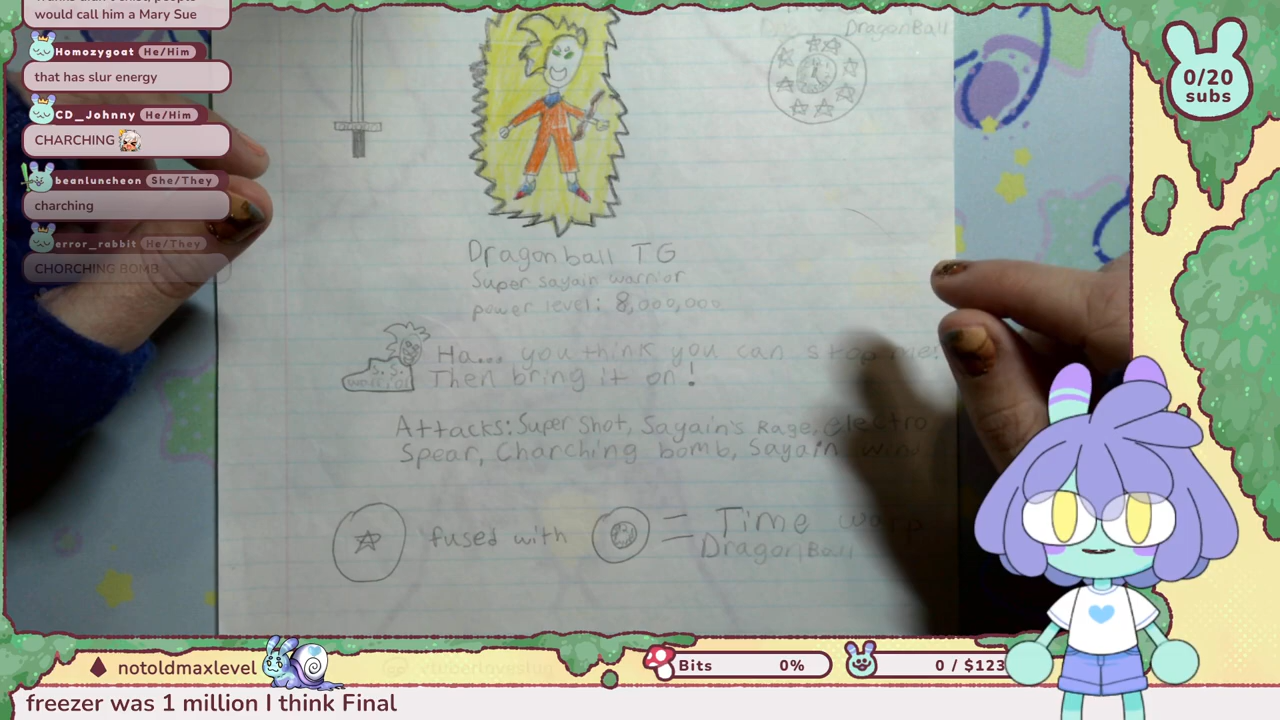 would call him a Mary Sue
Homozygoat He/Him
that has slur energy
CD_Johnny He/Him
CHARCHING
beanluncheon She/They
charching
error_rabbit He/They
CHORCHING BOMB
DragonBall
Dragonball TG
Super sayain warrior
power level: 8,000,000
Ha... you think you can stop me!
Then bring it on!
Attacks: Super Shot, Sayain's Rage, electro
Spear, Charching bomb, Sayain
fused with = Time warp
DragonBall
0/20
subs
notoldmaxlevel
Bits 0%
0 / $123
freezer was 1 million I think Final